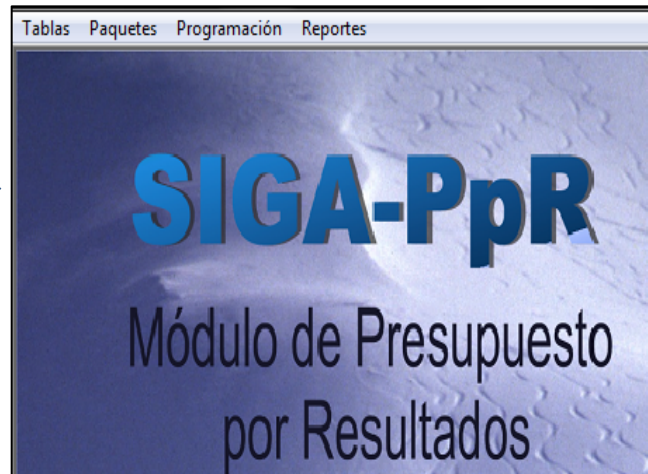 Tablas Paquetes Programación Reportes
SIGA-PpR
Módulo de Presupuesto
por Resultados